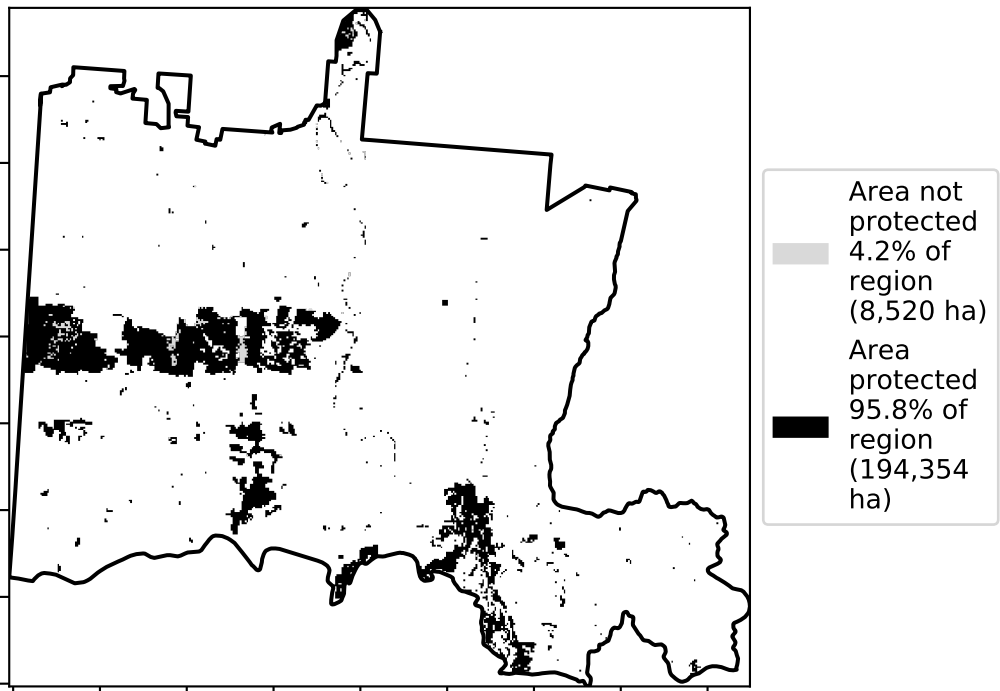 Area not
protected
4.2% of
region
(8,520 ha)
Area
protected
95.8% of
region
(194,354
ha)